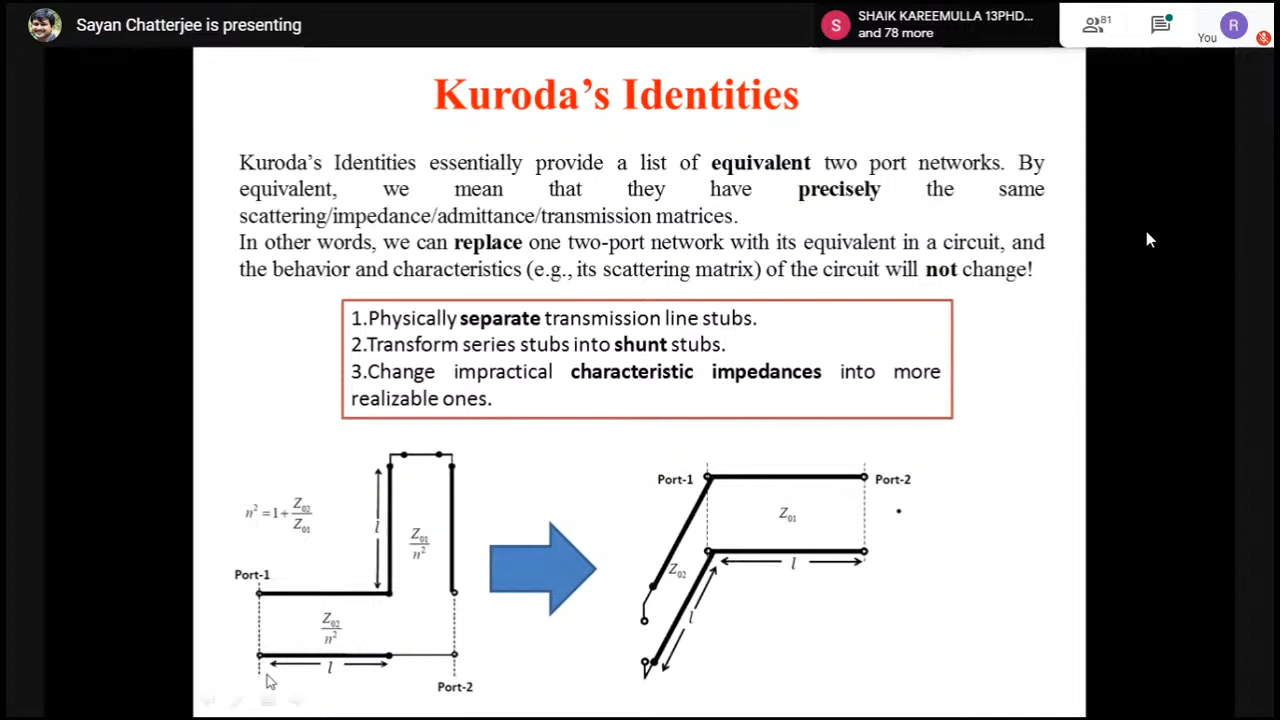 Sayan Chatterjee is presenting
S
SHAIK KAREEMULLA 13PHD...
and 78 more
81
You
R
Kuroda's Identities
Kuroda's Identities essentially provide a list of equivalent two port networks. By
equivalent, we mean that they have precisely the same
scattering/impedance/admittance/transmission matrices.
In other words, we can replace one two-port network with its equivalent in a circuit, and
the behavior and characteristics (e.g., its scattering matrix) of the circuit will not change!
1.Physically separate transmission line stubs.
2.Transform series stubs into shunt stubs.
3.Change impractical characteristic impedances into more
realizable ones.
n² = 1 + Z₀₂/Z₀₁
l
Z₀₁/n²
Port-1
Z₀₂/n²
l
Port-2
Port-1
Port-2
Z₀₁
Z₀₂
l
l